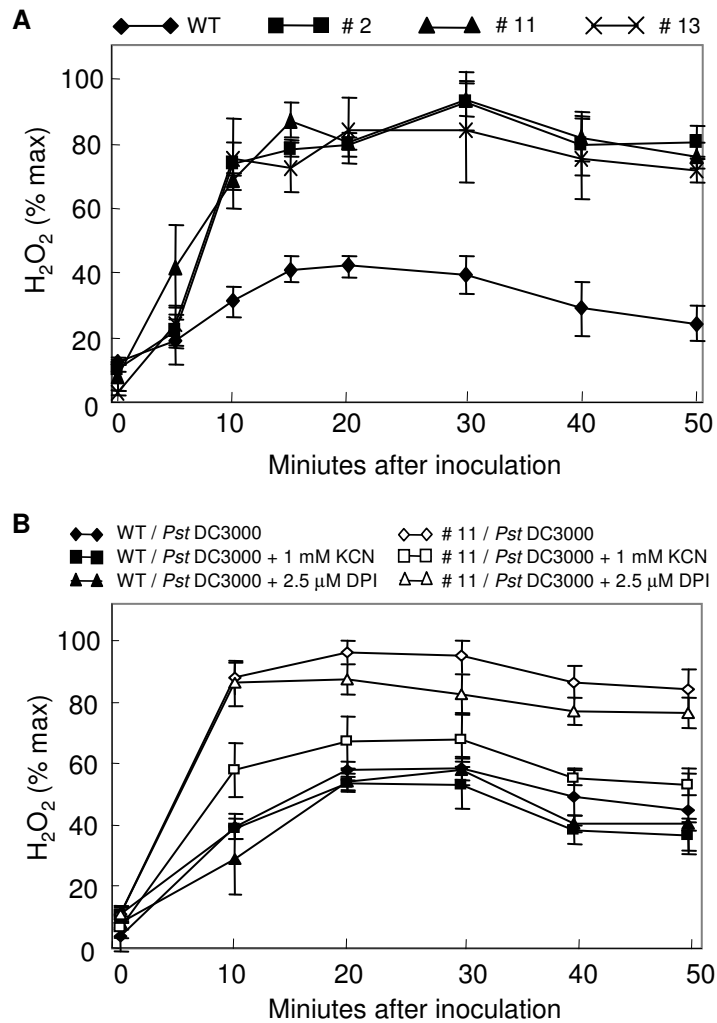 A
WT # 2 # 11 # 13
H₂O₂ (% max)
100
80
60
40
20
0
0 10 20 30 40 50
Miniutes after inoculation
B
WT / Pst DC3000 # 11 / Pst DC3000
WT / Pst DC3000 + 1 mM KCN # 11 / Pst DC3000 + 1 mM KCN
WT / Pst DC3000 + 2.5 μM DPI # 11 / Pst DC3000 + 2.5 μM DPI
H₂O₂ (% max)
100
80
60
40
20
0
0 10 20 30 40 50
Miniutes after inoculation